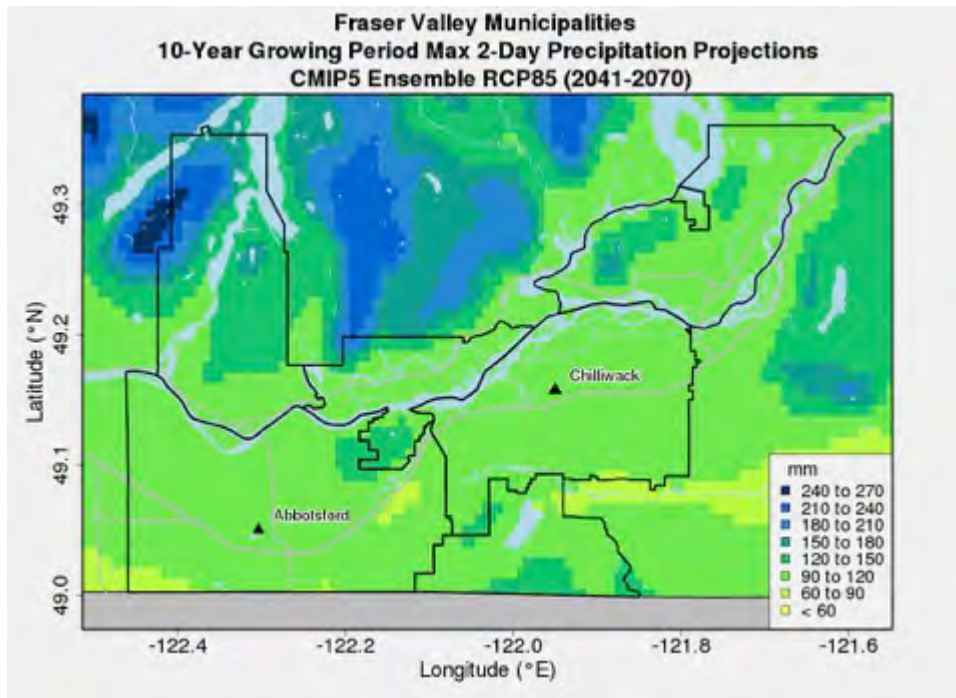 Fraser Valley Municipalities
10-Year Growing Period Max 2-Day Precipitation Projections
CMIP5 Ensemble RCP85 (2041-2070)
Latitude (°N)
49.3
49.2
49.1
49.0
Chilliwack
Abbotsford
mm
240 to 270
210 to 240
180 to 210
150 to 180
120 to 150
90 to 120
60 to 90
< 60
-122.4
-122.2
-122.0
-121.8
-121.6
Longitude (°E)